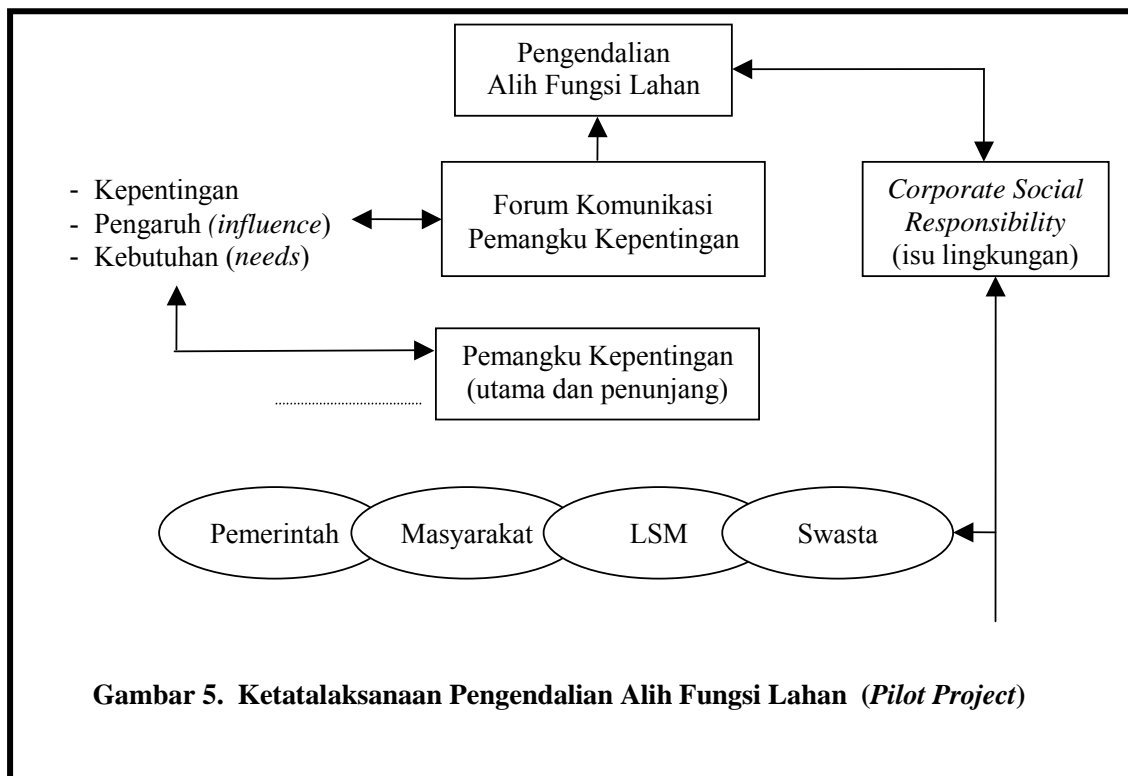 Pengendalian
Alih Fungsi Lahan
- Kepentingan
- Pengaruh (influence)
- Kebutuhan (needs)
Forum Komunikasi
Pemangku Kepentingan
Corporate Social
Responsibility
(isu lingkungan)
Pemangku Kepentingan
(utama dan penunjang)
Pemerintah
Masyarakat
LSM
Swasta
Gambar 5. Ketatalaksanaan Pengendalian Alih Fungsi Lahan (Pilot Project)